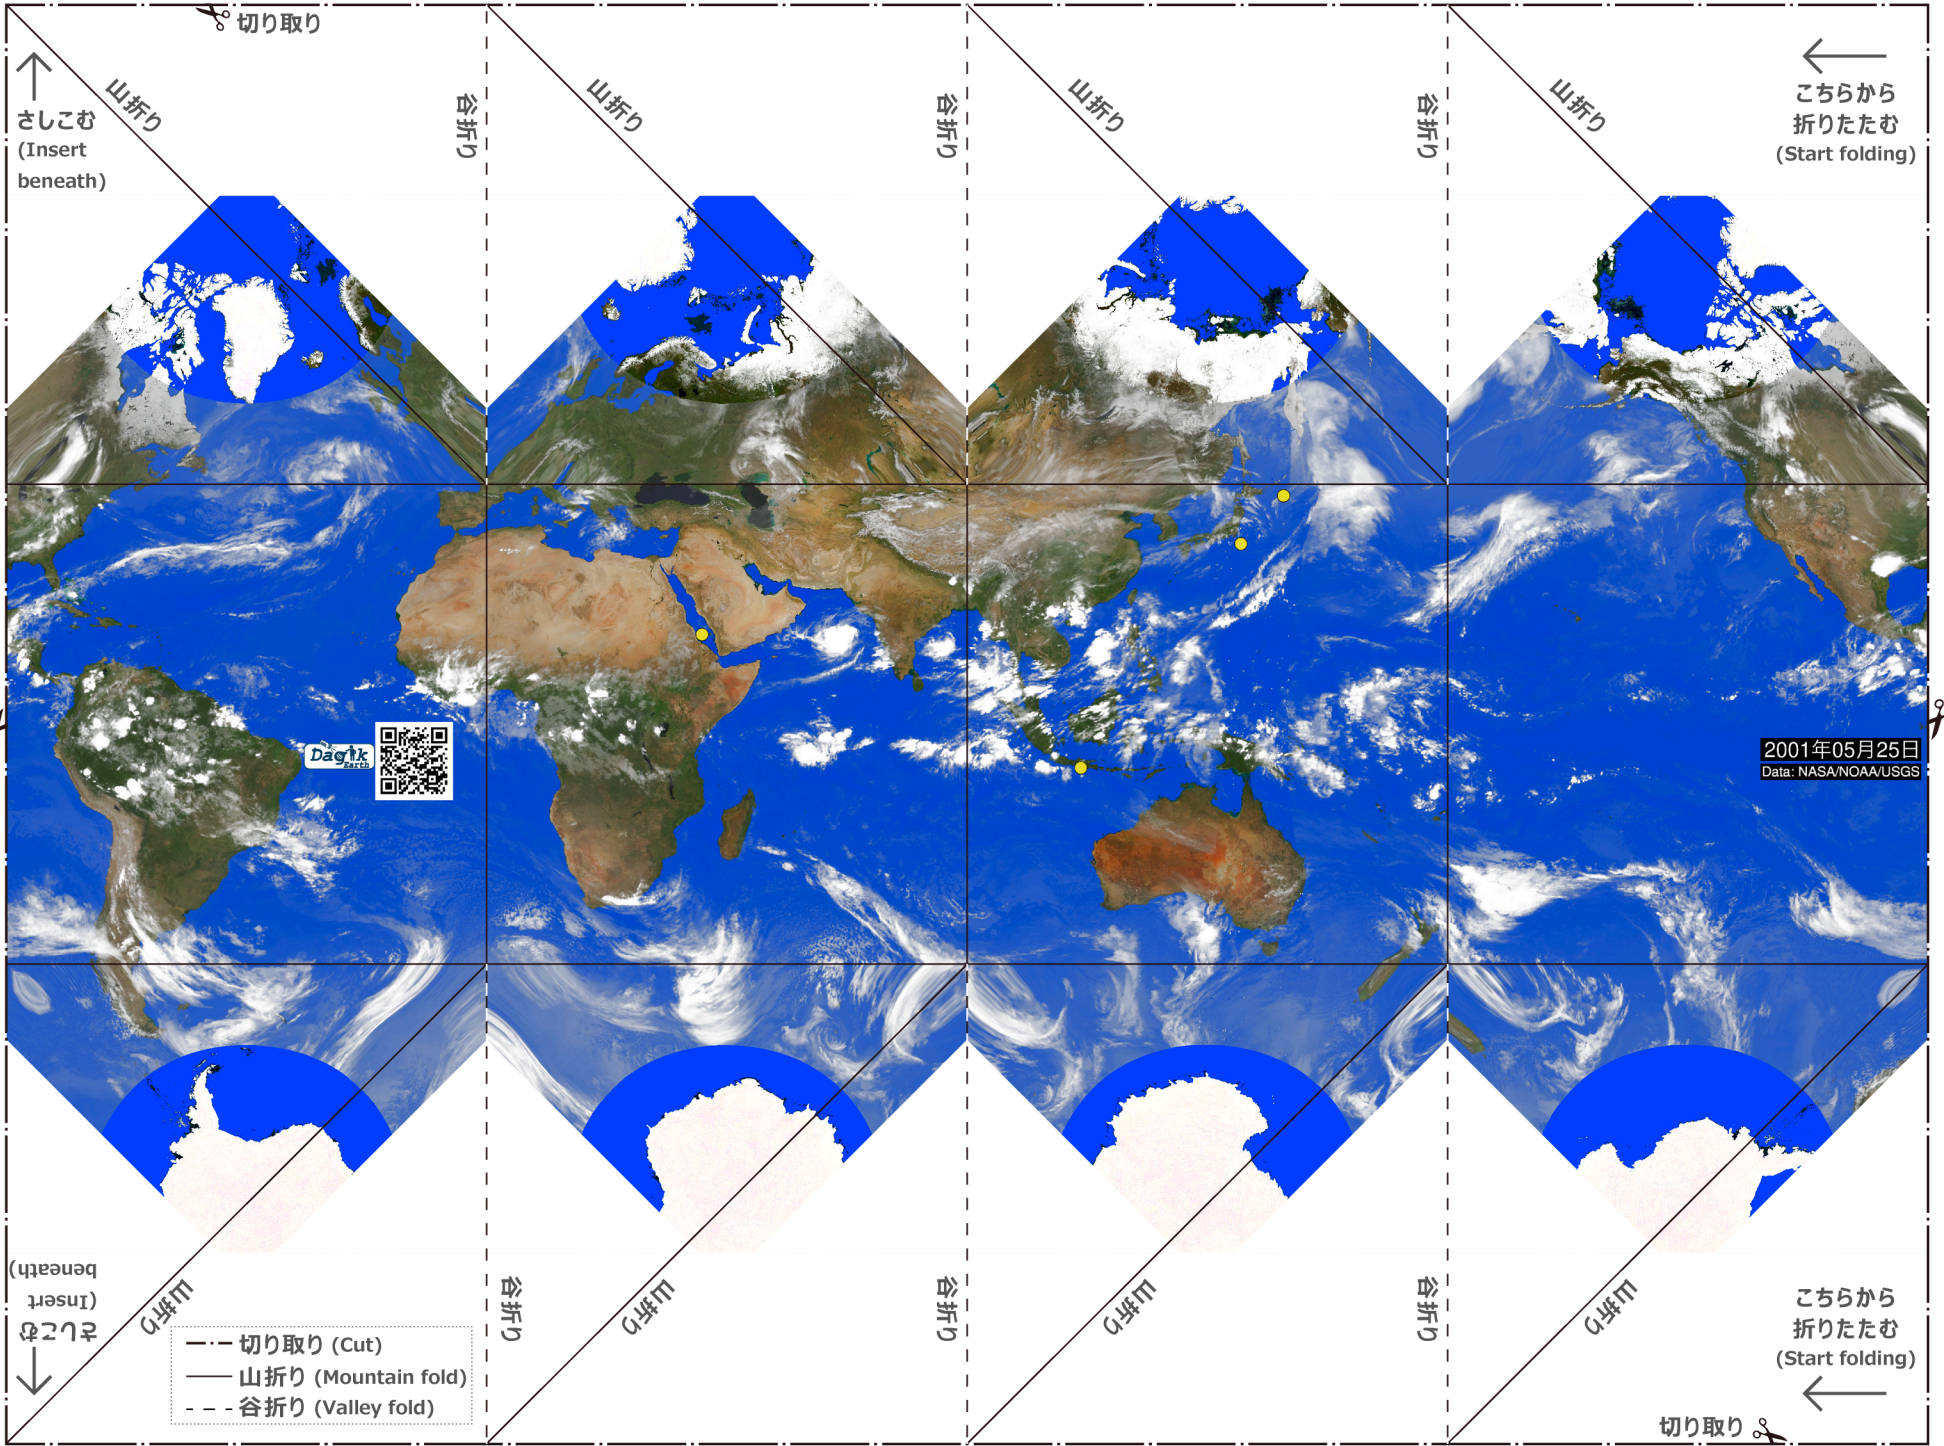 切り取り
山折り
谷折り
山折り
谷折り
山折り
谷折り
山折り
さしこむ
(Insert
beneath)
こちらから
折りたたむ
(Start folding)
Dagik
Earth
2001年05月25日
Data: NASA/NOAA/USGS
さしこむ
(Insert
beneath)
山折り
谷折り
山折り
谷折り
山折り
谷折り
山折り
こちらから
折りたたむ
(Start folding)
切り取り (Cut)
山折り (Mountain fold)
谷折り (Valley fold)
切り取り